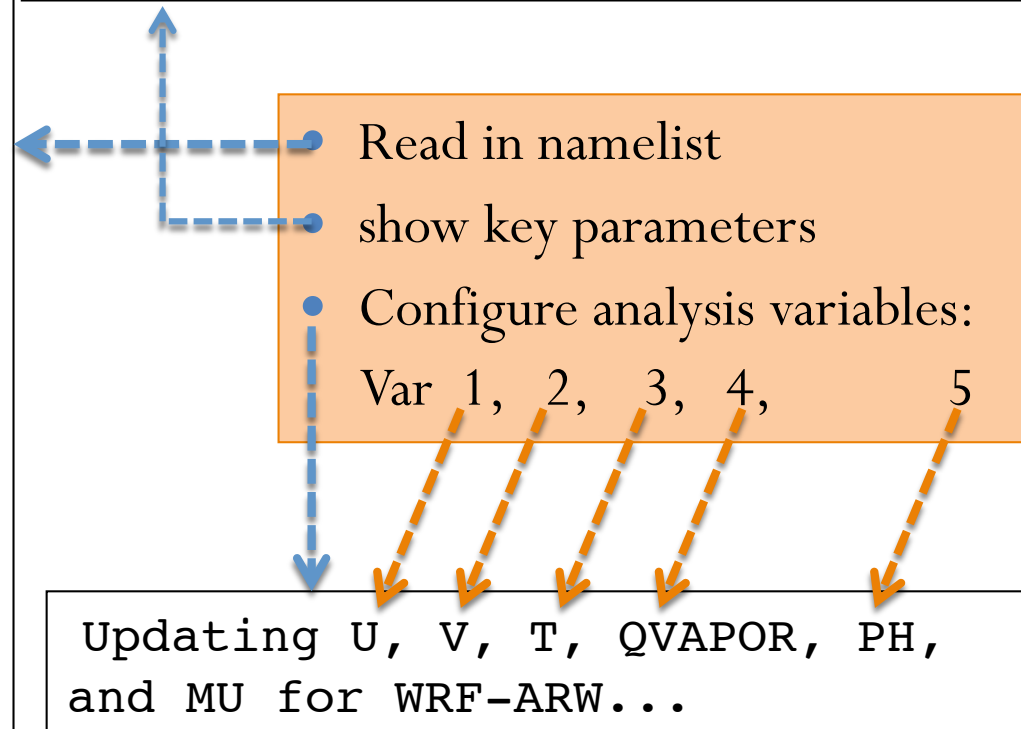 • Read in namelist
• show key parameters
• Configure analysis variables:
Var 1, 2, 3, 4, 5
Updating U, V, T, QVAPOR, PH,
and MU for WRF-ARW...